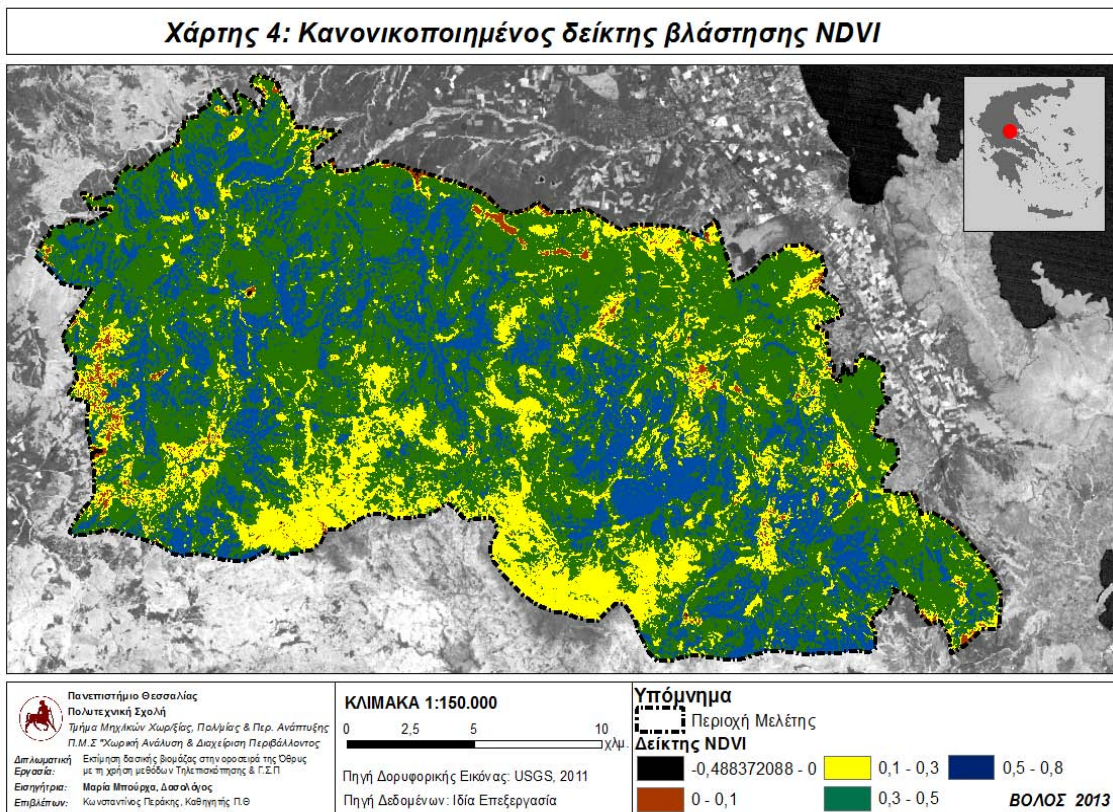 Χάρτης 4: Κανονικοποιημένος δείκτης βλάστησης NDVI
Πανεπιστήμιο Θεσσαλίας
Πολυτεχνική Σχολή
Τμήμα Μηχ/κών Χωρ/ξίας, Πολ/μίας & Περ. Ανάπτυξης
Π.Μ.Σ "Χωρική Ανάλυση & Διαχείριση Περιβάλλοντος
Διπλωματική Εργασία: Εκτίμηση δασικής βιομάζας στην οροσειρά της Όθρυς
με τη χρήση μεθόδων Τηλεπισκόπησης & Γ.Σ.Π
Εισηγήτρια: Μαρία Μπούρχα, Δασολόγος
Επιβλέπων: Κωνσταντίνος Περάκης, Καθηγητής Π.Θ
ΚΛΙΜΑΚΑ 1:150.000
0 2,5 5 10
χλμ.
Πηγή Δορυφορικής Εικόνας: USGS, 2011
Πηγή Δεδομένων: Ιδία Επεξεργασία
Υπόμνημα
Περιοχή Μελέτης
Δείκτης NDVI
-0,488372088 - 0
0,1 - 0,3
0,5 - 0,8
0 - 0,1
0,3 - 0,5
ΒΟΛΟΣ 2013